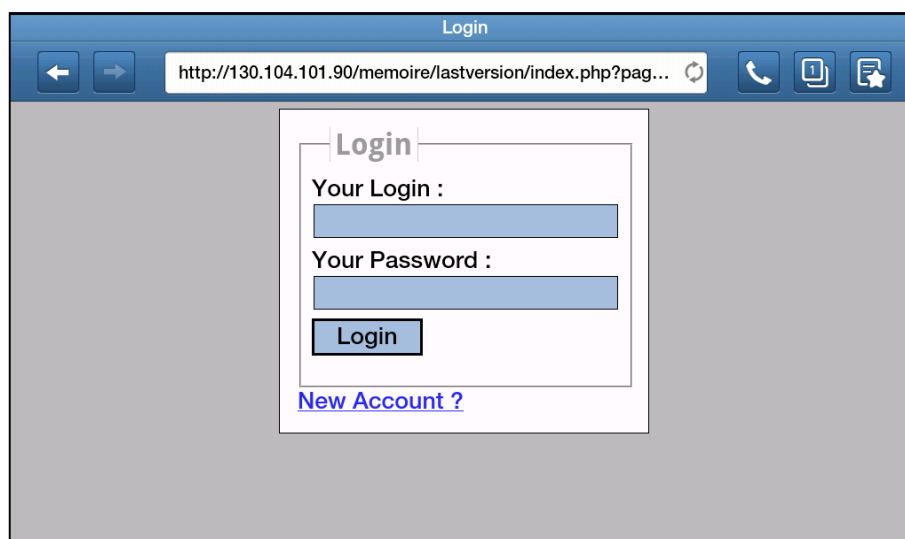 Login
http://130.104.101.90/memoire/lastversion/index.php?pag...
1
Login
Your Login :
Your Password :
Login
New Account ?